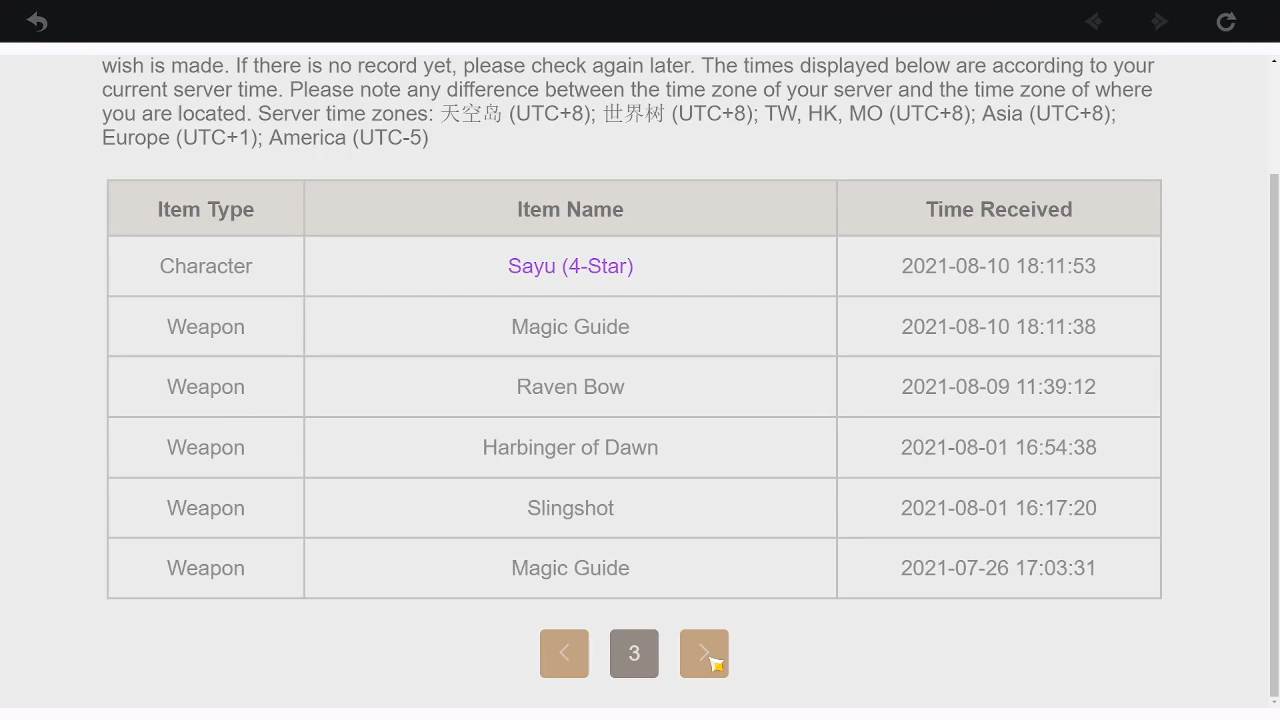 wish is made. If there is no record yet, please check again later. The times displayed below are according to your
current server time. Please note any difference between the time zone of your server and the time zone of where
you are located. Server time zones: 天空岛 (UTC+8); 世界树 (UTC+8); TW, HK, MO (UTC+8); Asia (UTC+8);
Europe (UTC+1); America (UTC-5)
Item Type Item Name Time Received
Character Sayu (4-Star) 2021-08-10 18:11:53
Weapon Magic Guide 2021-08-10 18:11:38
Weapon Raven Bow 2021-08-09 11:39:12
Weapon Harbinger of Dawn 2021-08-01 16:54:38
Weapon Slingshot 2021-08-01 16:17:20
Weapon Magic Guide 2021-07-26 17:03:31
3